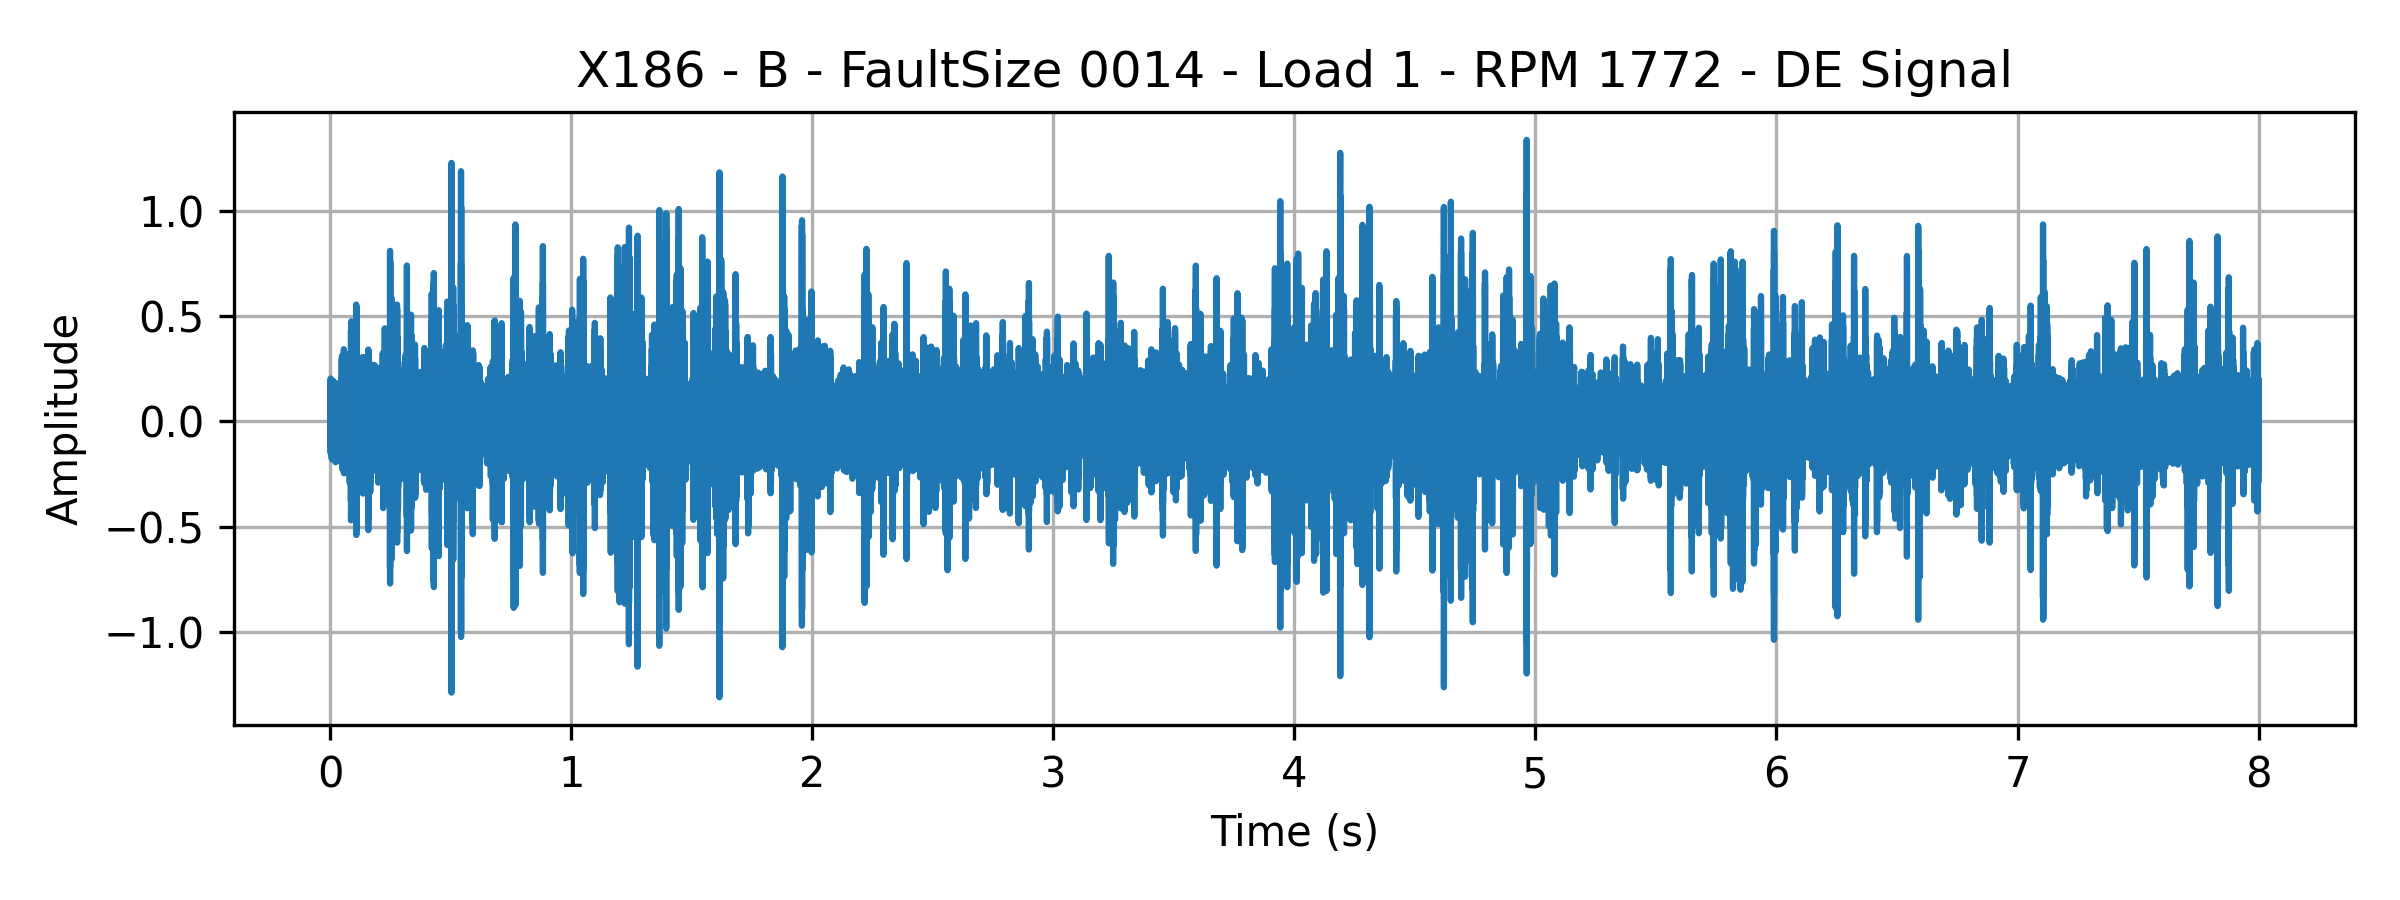 X186 - B - FaultSize 0014 - Load 1 - RPM 1772 - DE Signal
1.0
0.5
0.0
−0.5
−1.0
Amplitude
0 1 2 3 4 5 6 7 8
Time (s)